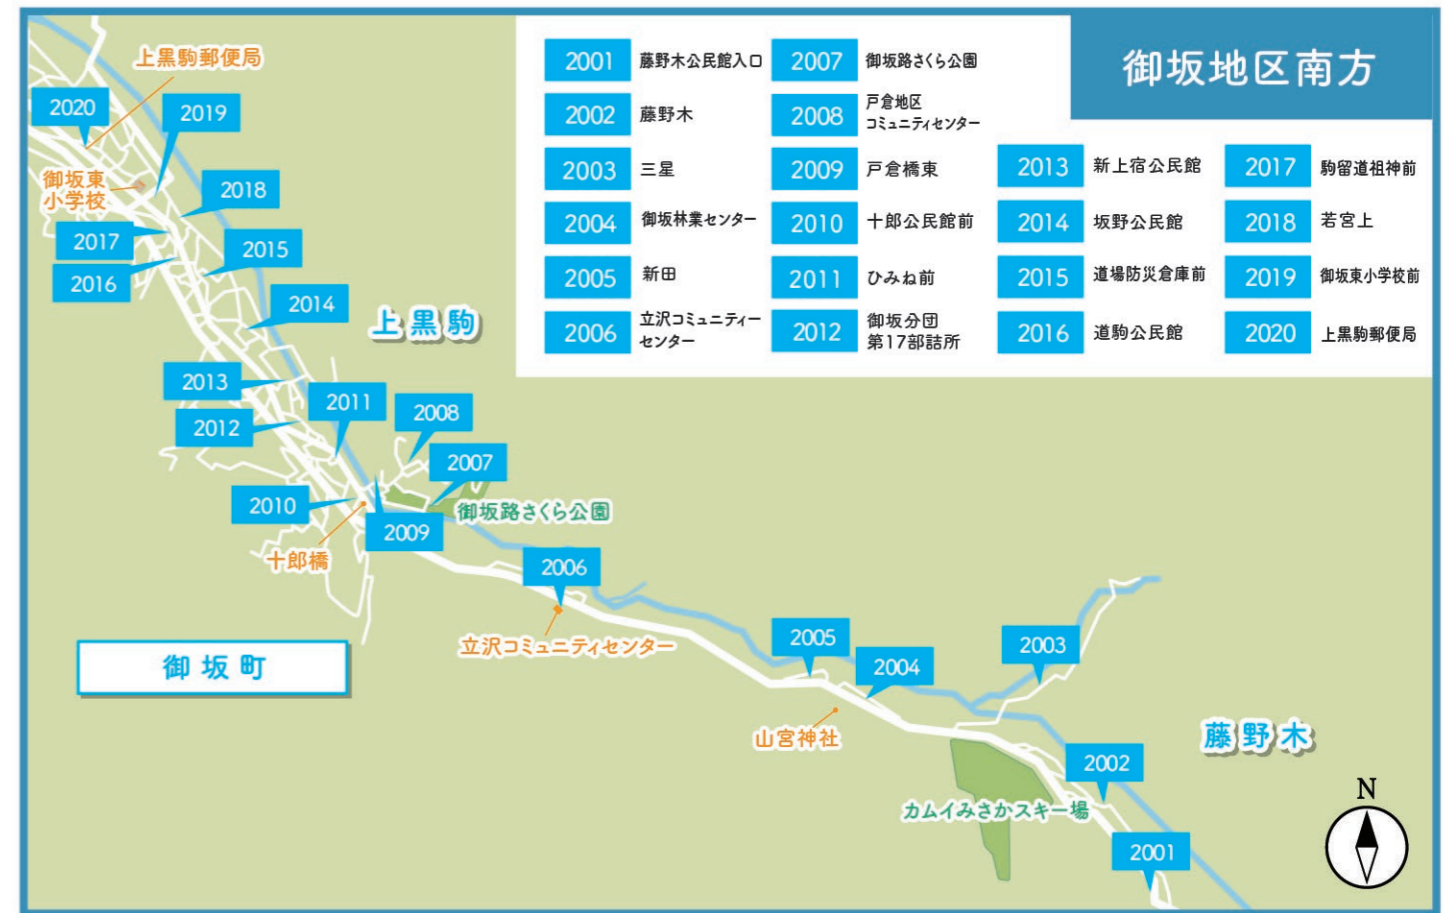 御坂地区南方
2001 藤野木公民館入口
2002 藤野木
2003 三星
2004 御坂林業センター
2005 新田
2006 立沢コミュニティー
センター
2007 御坂路さくら公園
2008 戸倉地区
コミュニティセンター
2009 戸倉橋東
2010 十郎公民館前
2011 ひみね前
2012 御坂分団
第17部詰所
2013 新上宿公民館
2014 坂野公民館
2015 道場防災倉庫前
2016 道駒公民館
2017 駒留道祖神前
2018 若宮上
2019 御坂東小学校前
2020 上黒駒郵便局
上黒駒郵便局
2020
2019
御坂東
小学校
2018
2017
2015
2016
2014
上黒駒
2013
2011
2008
2012
2007
2010
御坂路さくら公園
2009
十郎橋
2006
立沢コミュニティセンター
御坂町
2005
2004
2003
山宮神社
藤野木
2002
カムイみさかスキー場
2001
N